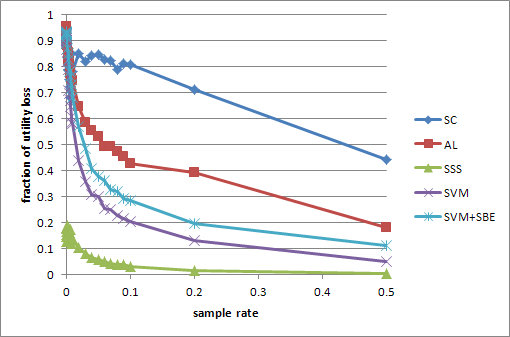 1
0.9
0.8
0.7
0.6
0.5
0.4
0.3
0.2
0.1
0
fraction of utility loss
0 0.1 0.2 0.3 0.4 0.5
sample rate
SC
AL
SSS
SVM
SVM+SBE